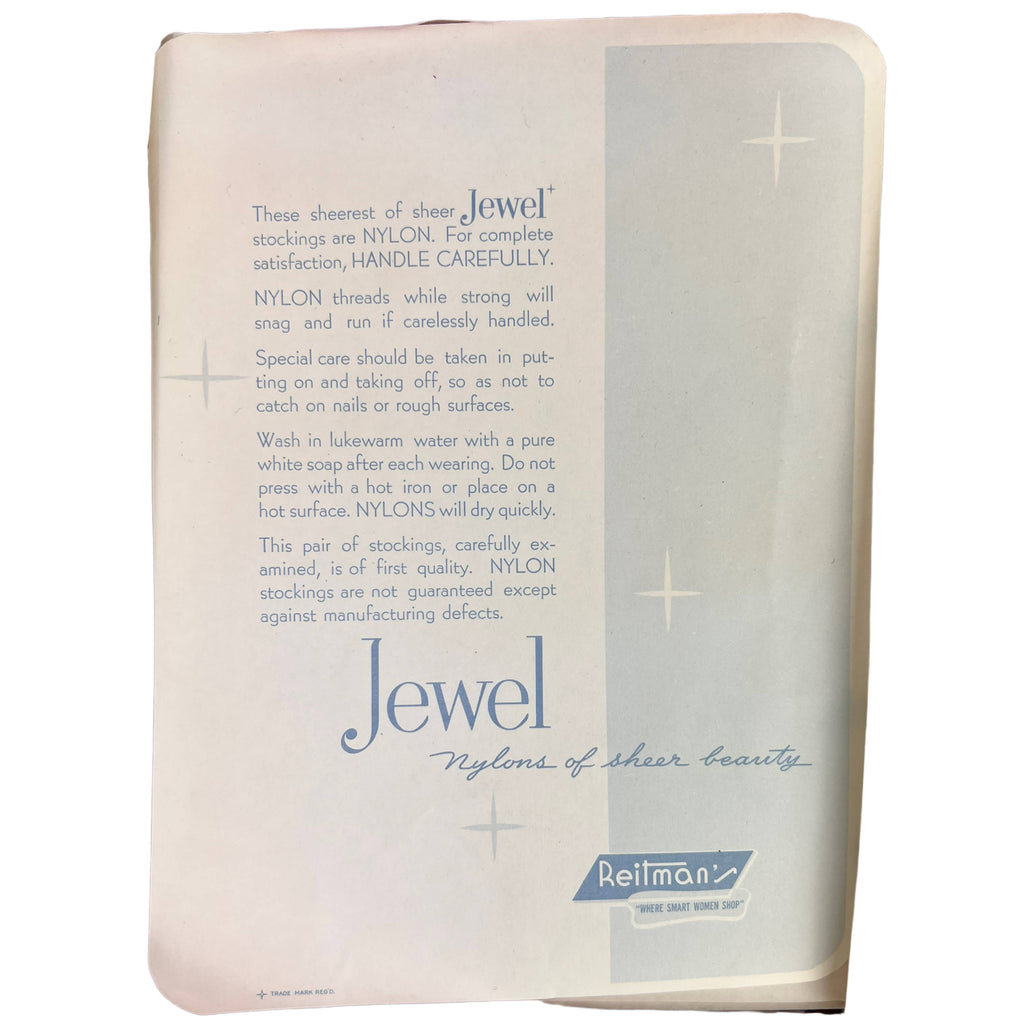 These sheerest of sheer Jewel+
stockings are NYLON. For complete
satisfaction, HANDLE CAREFULLY.
NYLON threads while strong will
snag and run if carelessly handled.
Special care should be taken in put-
ting on and taking off, so as not to
catch on nails or rough surfaces.
Wash in lukewarm water with a pure
white soap after each wearing. Do not
press with a hot iron or place on a
hot surface. NYLONS will dry quickly.
This pair of stockings, carefully ex-
amined, is of first quality. NYLON
stockings are not guaranteed except
against manufacturing defects.
Jewel
Nylons of sheer beauty
Reitman's
"WHERE SMART WOMEN SHOP"
+ TRADE MARK REG'D.